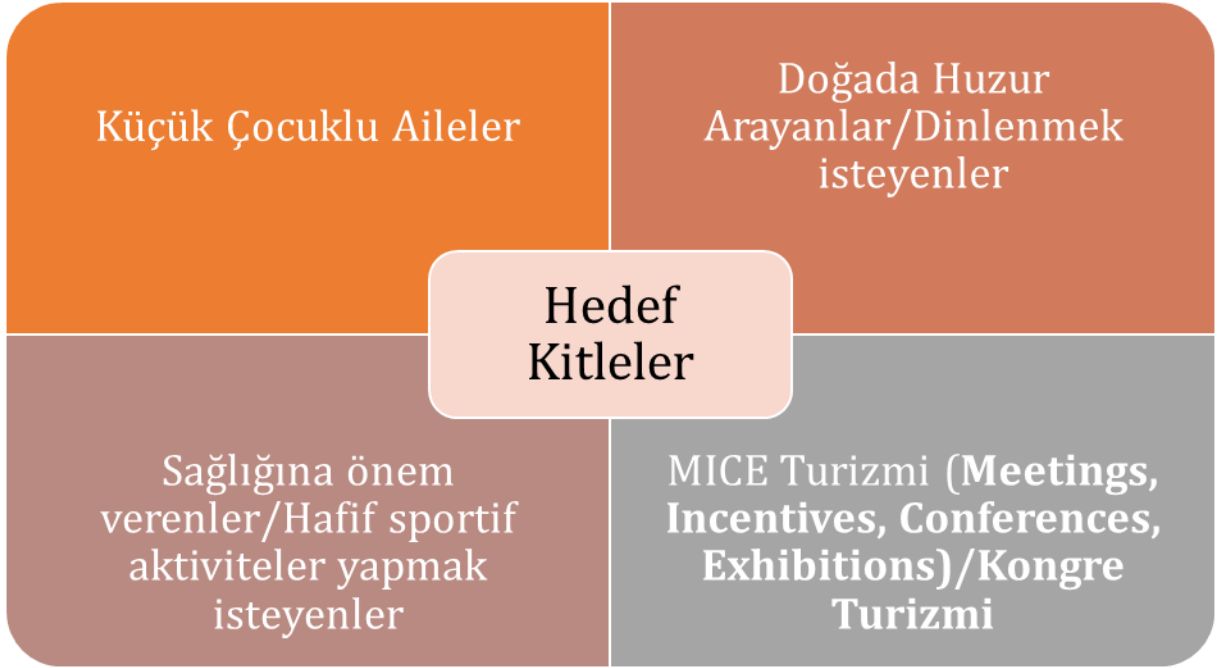 Küçük Çocuklu Aileler
Doğada Huzur
Arayanlar/Dinlenmek
isteyenler
Hedef
Kitleler
Sağlığına önem
verenler/Hafif sportif
aktiviteler yapmak
isteyenler
MICE Turizmi (Meetings,
Incentives, Conferences,
Exhibitions)/Kongre
Turizmi